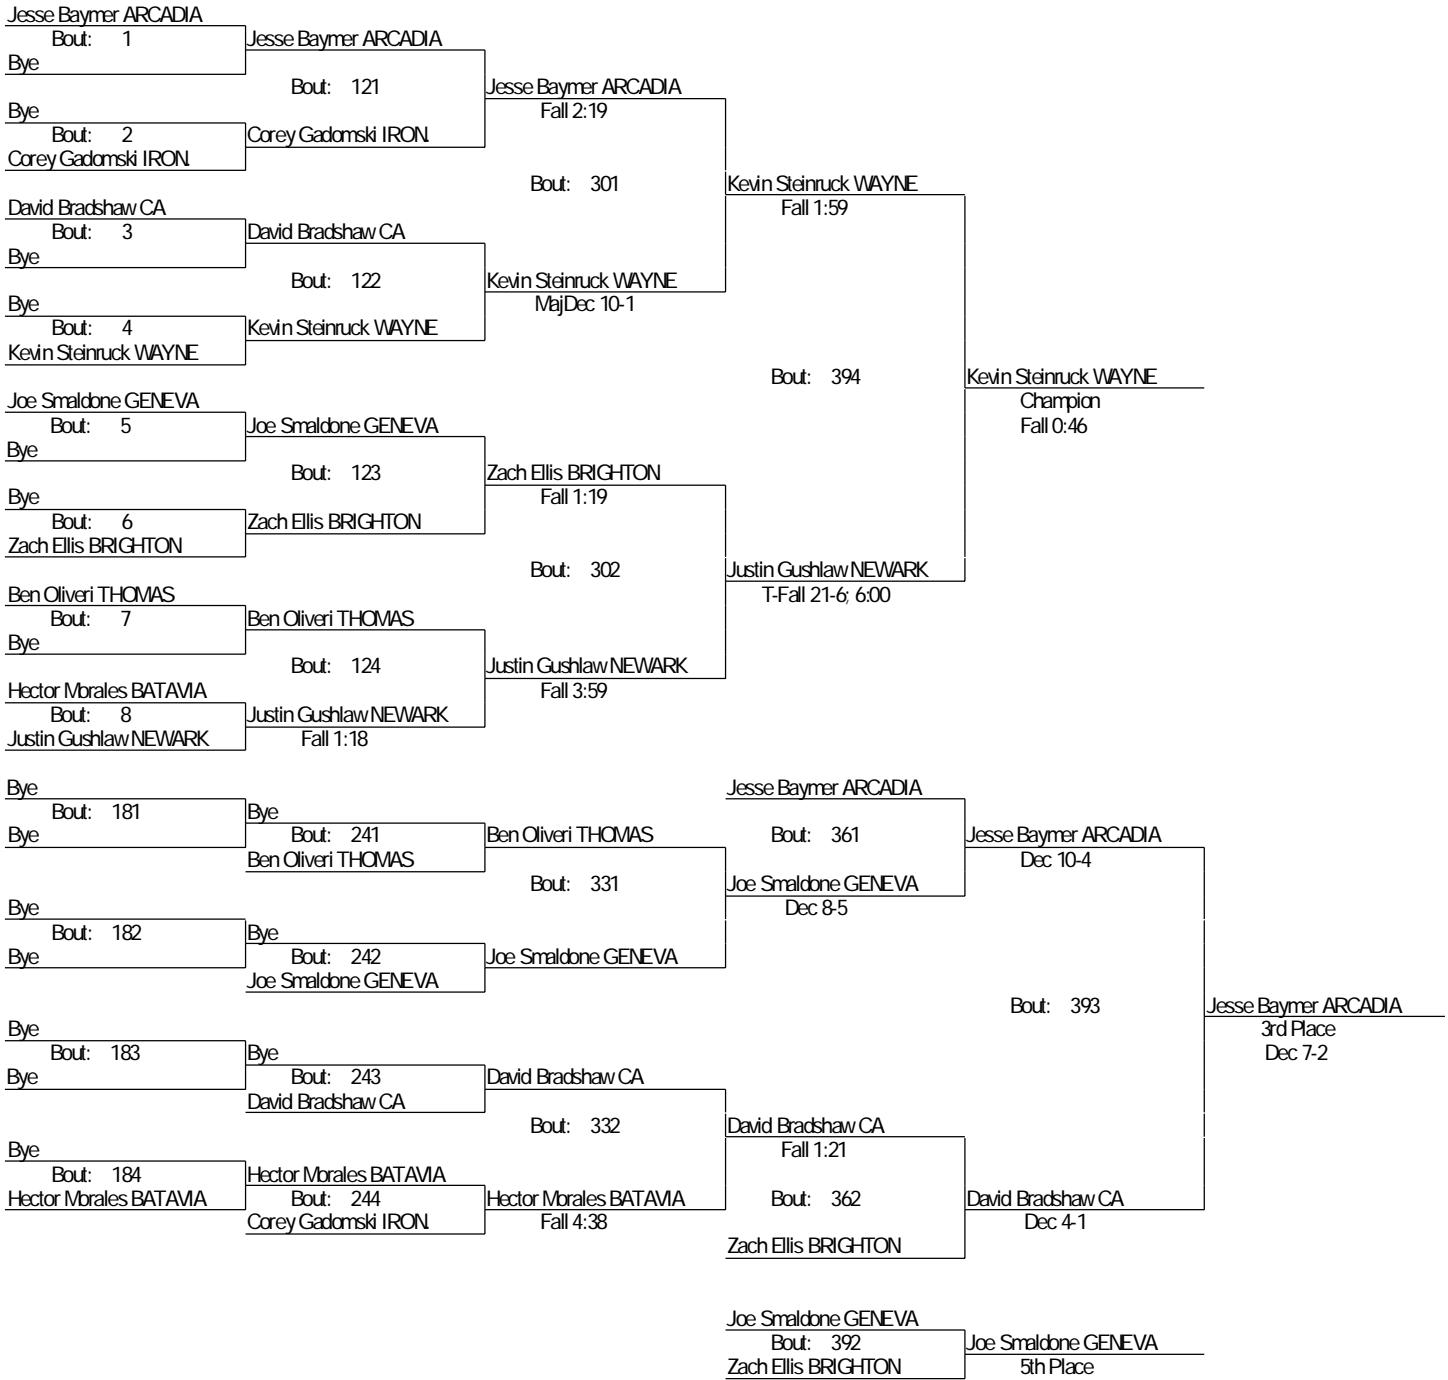 Jesse Baymer ARCADIA
Bout: 1
Jesse Baymer ARCADIA
Bye
Bout: 121
Jesse Baymer ARCADIA
Bye
Fall 2:19
Bout: 2
Corey Gadomski IRON.
Corey Gadomski IRON.
Bout: 301
Kevin Steinruck WAYNE
David Bradshaw CA
Fall 1:59
Bout: 3
David Bradshaw CA
Bye
Bout: 122
Kevin Steinruck WAYNE
Bye
MajDec 10-1
Bout: 4
Kevin Steinruck WAYNE
Kevin Steinruck WAYNE
Bout: 394
Kevin Steinruck WAYNE
Joe Smaldone GENEVA
Champion
Bout: 5
Joe Smaldone GENEVA
Fall 0:46
Bye
Bout: 123
Zach Ellis BRIGHTON
Bye
Fall 1:19
Bout: 6
Zach Ellis BRIGHTON
Zach Ellis BRIGHTON
Bout: 302
Justin Gushlaw NEWARK
Ben Oliveri THOMAS
T-Fall 21-6; 6:00
Bout: 7
Ben Oliveri THOMAS
Bye
Bout: 124
Justin Gushlaw NEWARK
Hector Morales BATAVIA
Fall 3:59
Bout: 8
Justin Gushlaw NEWARK
Justin Gushlaw NEWARK
Fall 1:18
Bye
Jesse Baymer ARCADIA
Bout: 181
Bye
Bye
Bout: 241
Ben Oliveri THOMAS
Bout: 361
Jesse Baymer ARCADIA
Ben Oliveri THOMAS
Dec 10-4
Bout: 331
Joe Smaldone GENEVA
Bye
Dec 8-5
Bout: 182
Bye
Bye
Bout: 242
Joe Smaldone GENEVA
Joe Smaldone GENEVA
Bout: 393
Jesse Baymer ARCADIA
Bye
3rd Place
Bout: 183
Bye
Dec 7-2
Bye
Bout: 243
David Bradshaw CA
David Bradshaw CA
Bout: 332
David Bradshaw CA
Bye
Fall 1:21
Bout: 184
Hector Morales BATAVIA
Hector Morales BATAVIA
Bout: 244
Hector Morales BATAVIA
Bout: 362
David Bradshaw CA
Corey Gadomski IRON.
Fall 4:38
Dec 4-1
Zach Ellis BRIGHTON
Joe Smaldone GENEVA
Bout: 392
Joe Smaldone GENEVA
Zach Ellis BRIGHTON
5th Place